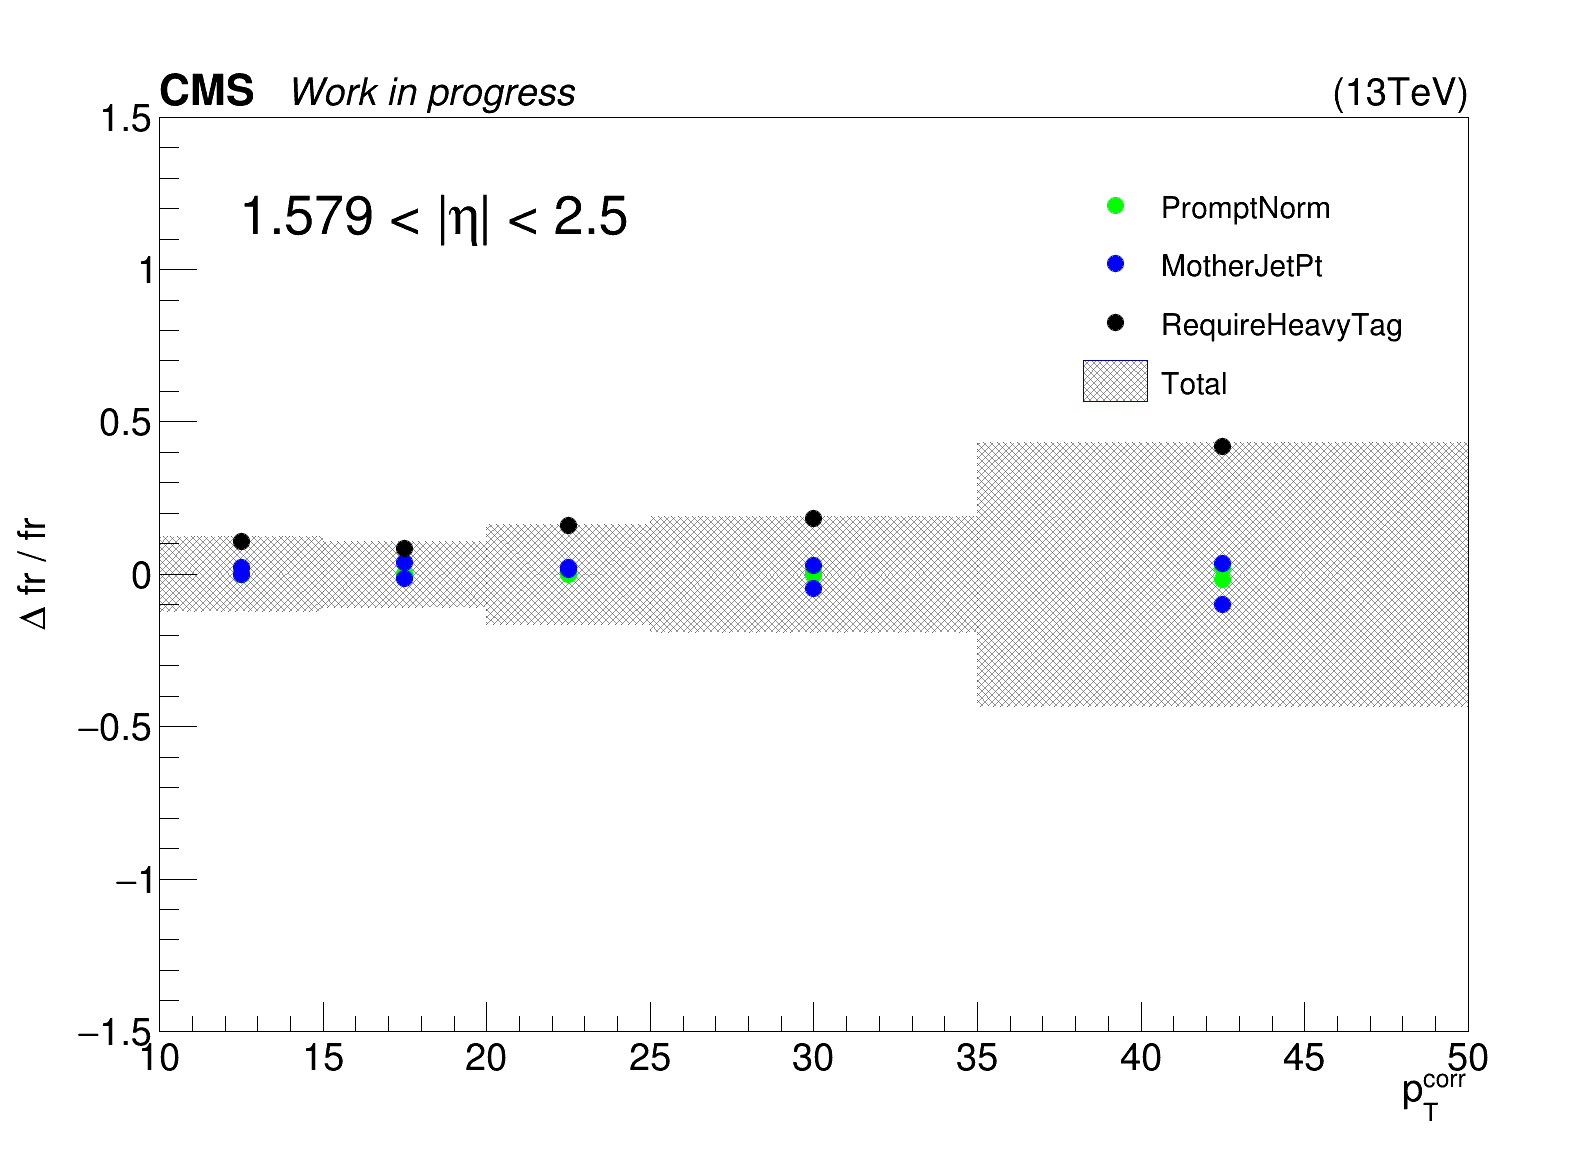 CMS Work in progress (13TeV)
1.579 < |η| < 2.5
PromptNorm
MotherJetPt
RequireHeavyTag
Total
Δ fr / fr
1.5
1
0.5
0
−0.5
−1
−1.5
10 15 20 25 30 35 40 45 50
p_T^corr